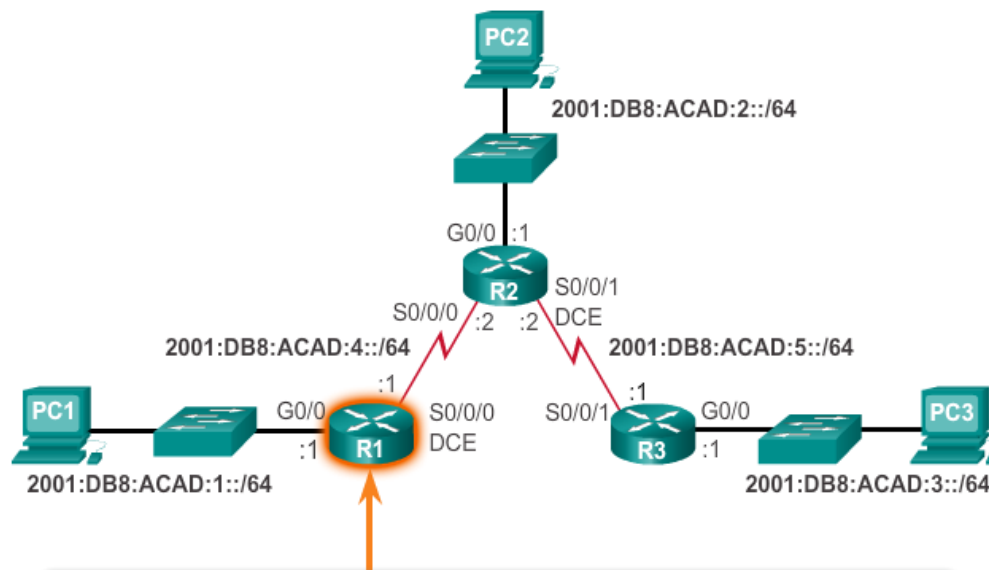 PC2
2001:DB8:ACAD:2::/64
G0/0 :1
R2
S0/0/0
S0/0/1
:2 :2 DCE
2001:DB8:ACAD:4::/64
2001:DB8:ACAD:5::/64
:1
:1
PC1
G0/0
:1
R1
S0/0/0
DCE
S0/0/1
R3
G0/0
:1
PC3
2001:DB8:ACAD:1::/64
2001:DB8:ACAD:3::/64